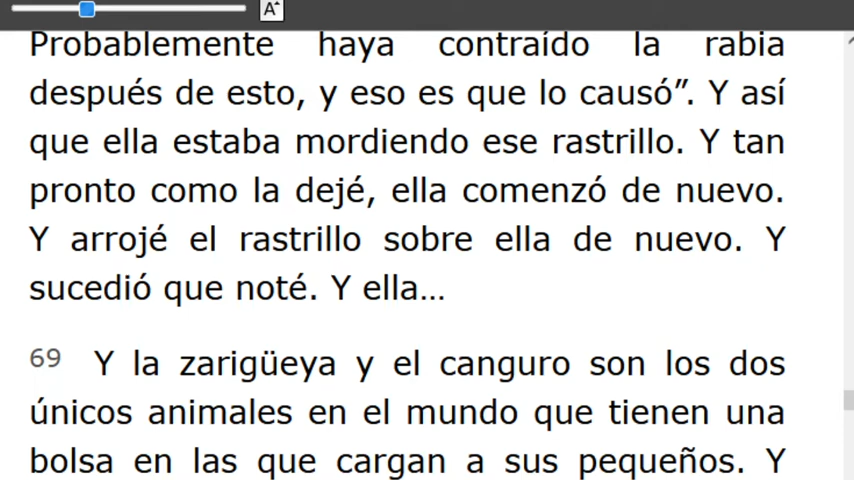 A
Probablemente haya contraído la rabia
después de esto, y eso es que lo causó”. Y así
que ella estaba mordiendo ese rastrillo. Y tan
pronto como la dejé, ella comenzó de nuevo.
Y arrojé el rastrillo sobre ella de nuevo. Y
sucedió que noté. Y ella…
69 Y la zarigüeya y el canguro son los dos
únicos animales en el mundo que tienen una
bolsa en las que cargan a sus pequeños. Y